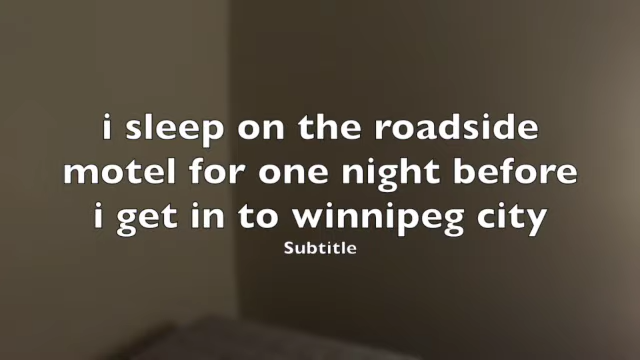 i sleep on the roadside
motel for one night before
i get in to winnipeg city
Subtitle